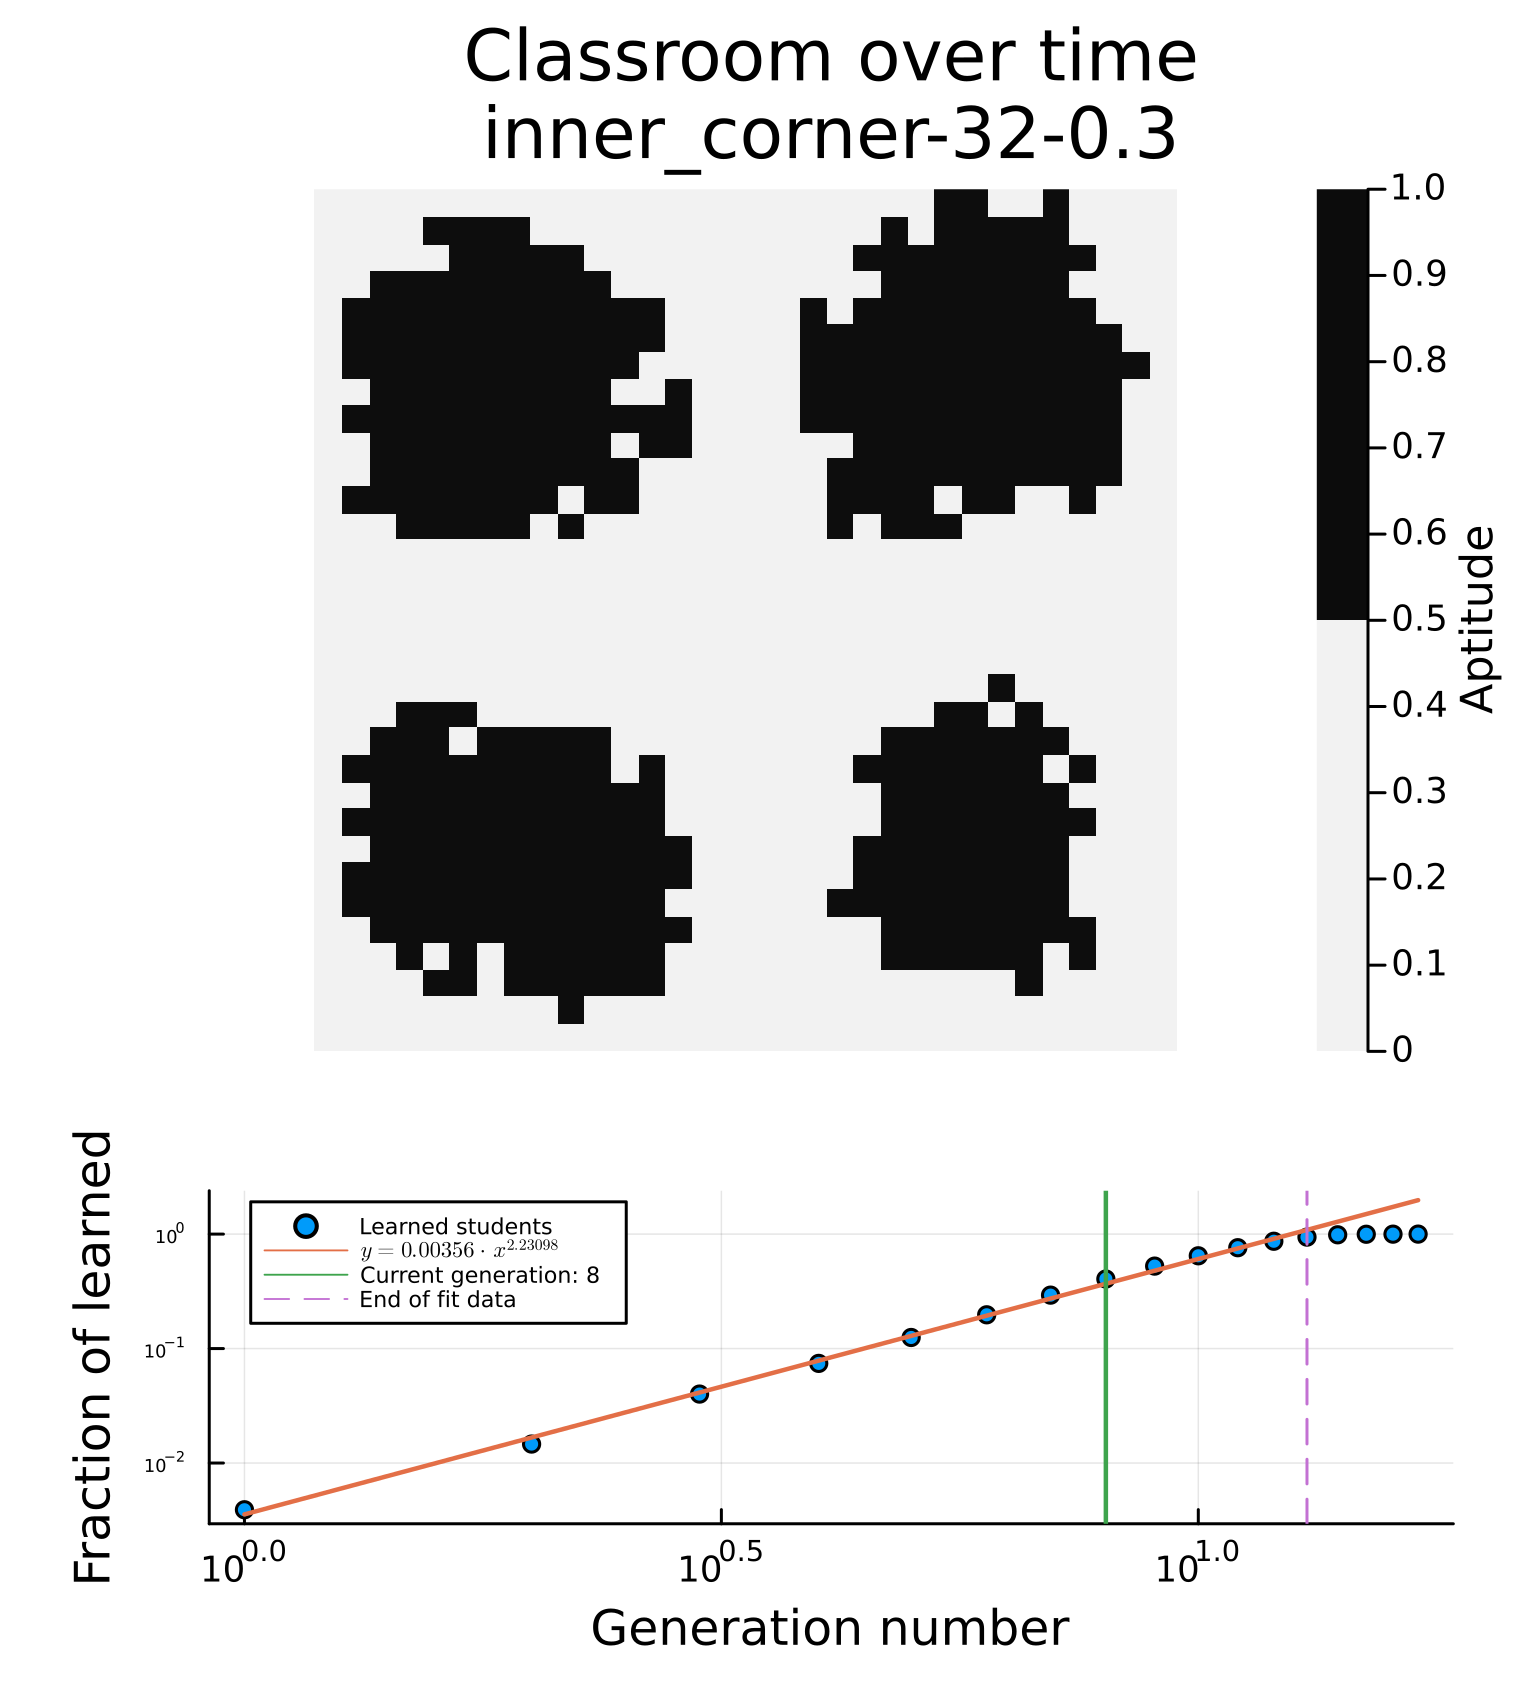 Classroom over time
inner_corner-32-0.3
1.0
0.9
0.8
0.7
0.6
0.5
0.4
0.3
0.2
0.1
0
Aptitude
Fraction of learned
10^0
10^−1
10^−2
Learned students
y = 0.00356 · x^2.23098
Current generation: 8
End of fit data
10^0.0
10^0.5
10^1.0
Generation number